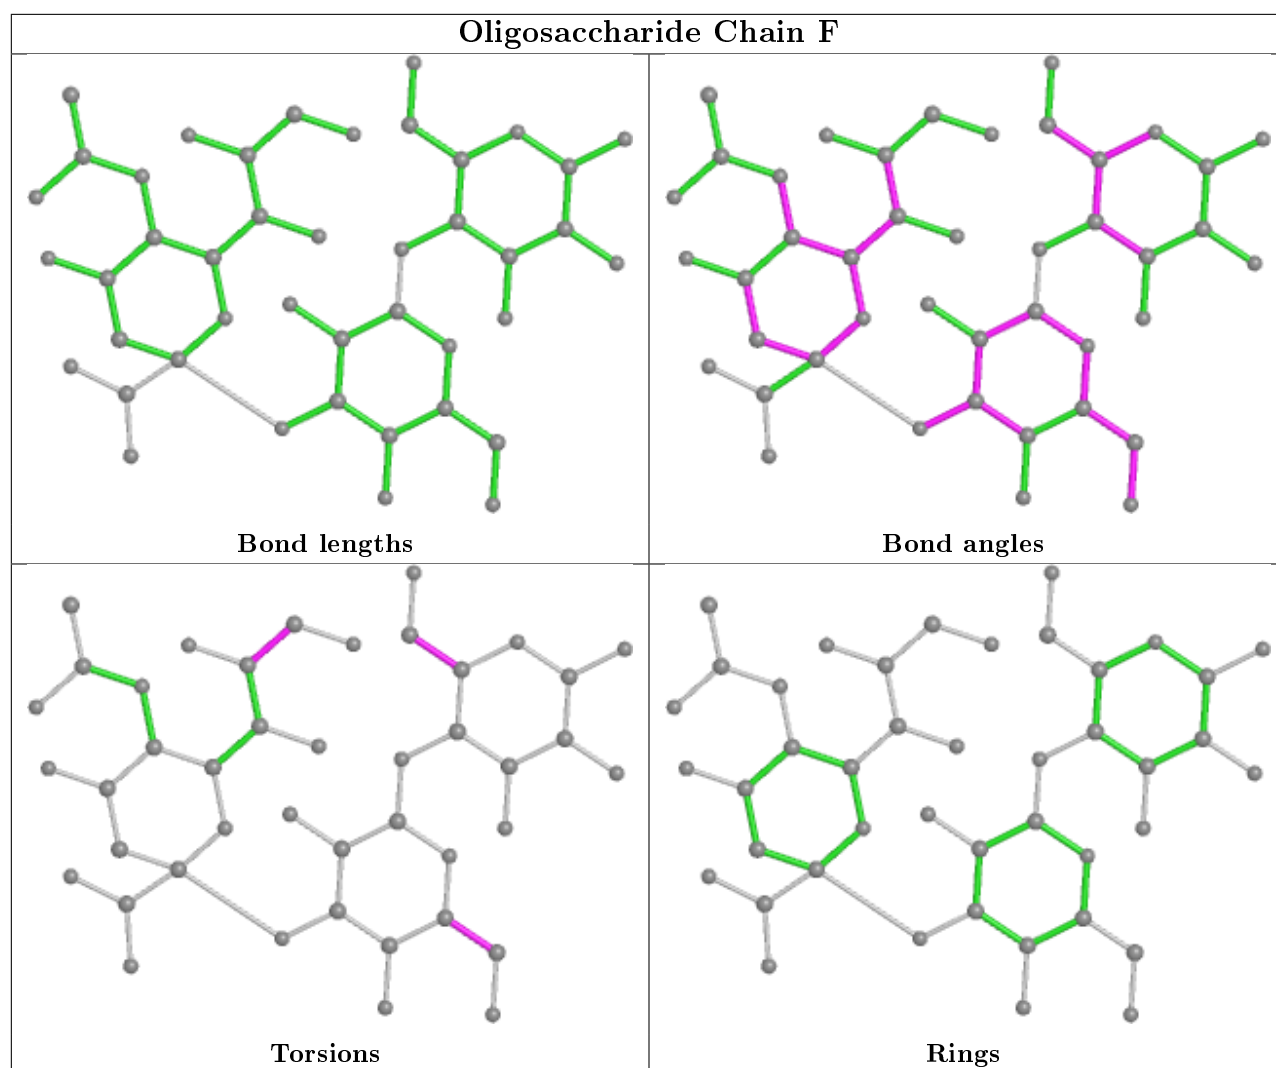 Oligosaccharide Chain F
Bond lengths
Bond angles
Torsions
Rings